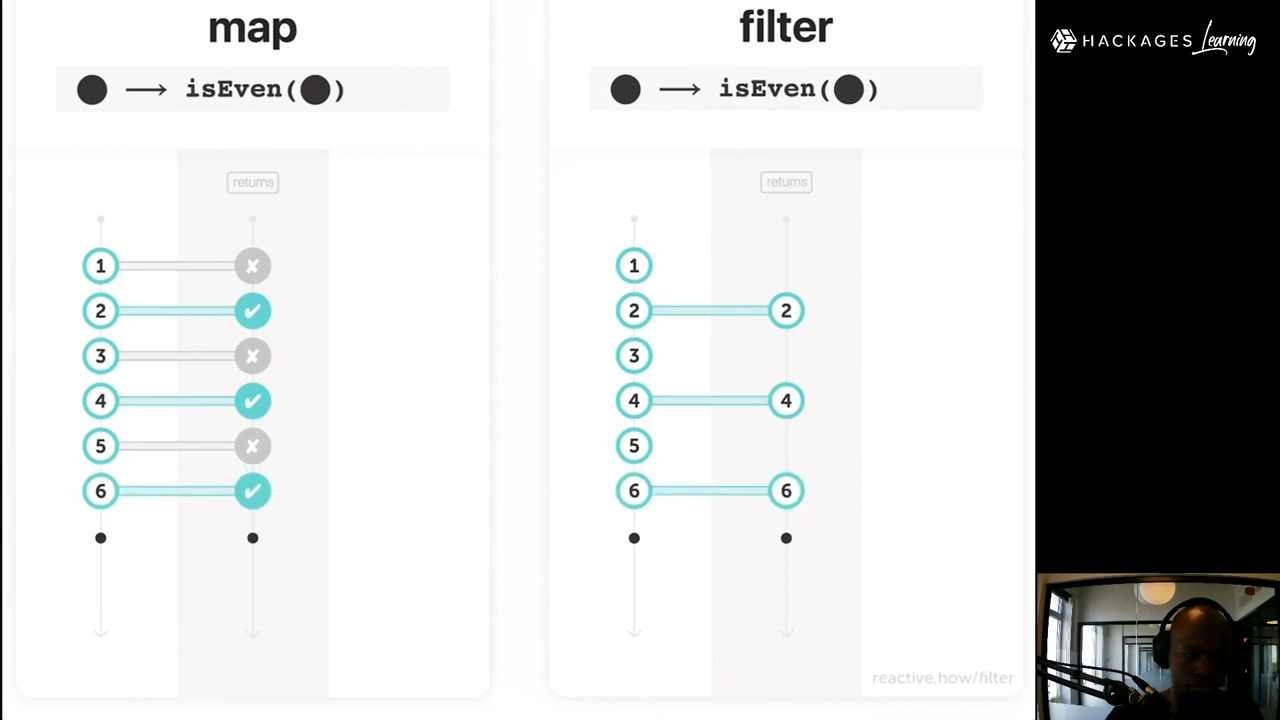 map
● ⟶ isEven(●)
returns
1 ✘
2 ✔
3 ✘
4 ✔
5 ✘
6 ✔
filter
● ⟶ isEven(●)
returns
1
2 2
3
4 4
5
6 6
reactive.how/filter
HACKAGES Learning